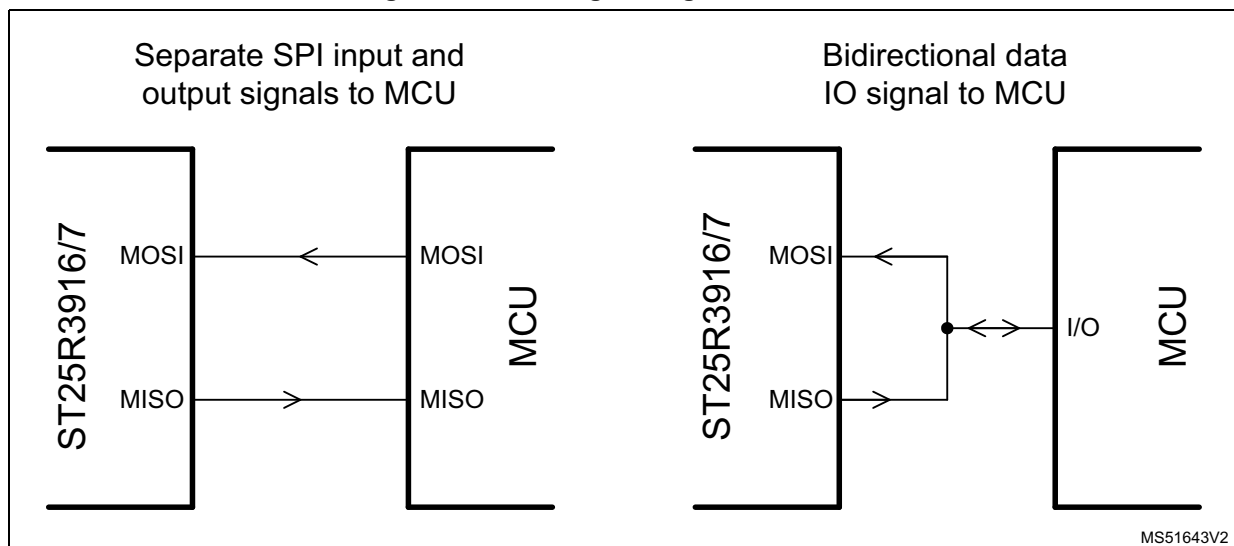 Separate SPI input and
output signals to MCU
ST25R3916/7
MOSI
MISO
MOSI
MISO
MCU
Bidirectional data
IO signal to MCU
ST25R3916/7
MOSI
MISO
I/O
MCU
MS51643V2